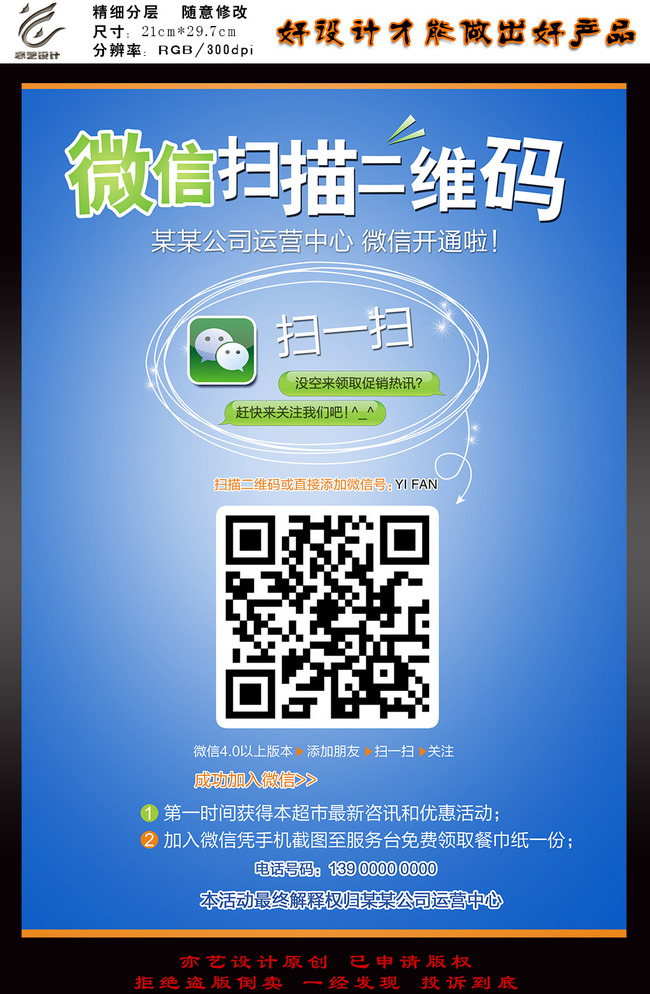 精细分层 随意修改
尺寸：21cm*29.7cm
分辨率：RGB/300dpi
亦艺设计
好设计才能做出好产品
微信扫描二维码
某某公司运营中心 微信开通啦！
扫一扫
没空来领取促销热讯?
赶快来关注我们吧!^_^
扫描二维码或直接添加微信号：YI FAN
微信4.0以上版本 添加朋友 扫一扫 关注
成功加入微信>>
1 第一时间获得本超市最新咨讯和优惠活动；
2 加入微信凭手机截图至服务台免费领取餐巾纸一份；
电话号码：139 0000 0000
本活动最终解释权归某某公司运营中心
亦艺设计原创 已申请版权
拒绝盗版倒卖 一经发现 投诉到底